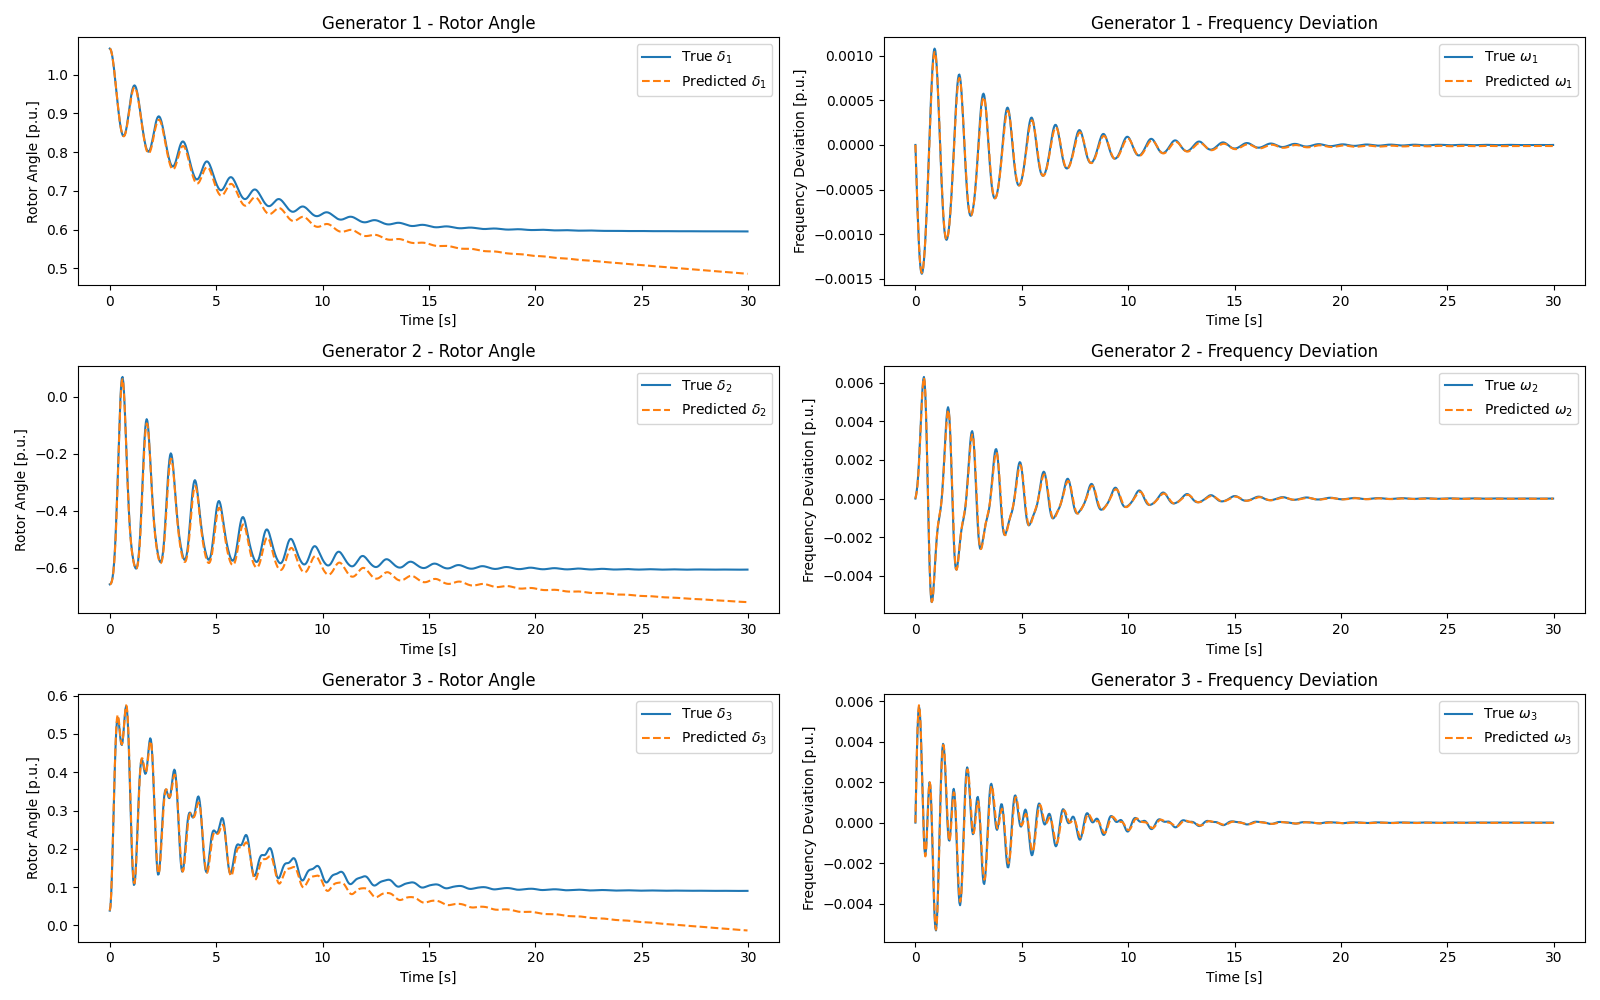 Generator 1 - Rotor Angle
Rotor Angle [p.u.]
1.0
0.9
0.8
0.7
0.6
0.5
True δ₁
Predicted δ₁
0 5 10 15 20 25 30
Time [s]
Generator 1 - Frequency Deviation
Frequency Deviation [p.u.]
0.0010
0.0005
0.0000
−0.0005
−0.0010
−0.0015
True ω₁
Predicted ω₁
0 5 10 15 20 25 30
Time [s]
Generator 2 - Rotor Angle
Rotor Angle [p.u.]
0.0
−0.2
−0.4
−0.6
True δ₂
Predicted δ₂
0 5 10 15 20 25 30
Time [s]
Generator 2 - Frequency Deviation
Frequency Deviation [p.u.]
0.006
0.004
0.002
0.000
−0.002
−0.004
True ω₂
Predicted ω₂
0 5 10 15 20 25 30
Time [s]
Generator 3 - Rotor Angle
Rotor Angle [p.u.]
0.6
0.5
0.4
0.3
0.2
0.1
0.0
True δ₃
Predicted δ₃
0 5 10 15 20 25 30
Time [s]
Generator 3 - Frequency Deviation
Frequency Deviation [p.u.]
0.006
0.004
0.002
0.000
−0.002
−0.004
True ω₃
Predicted ω₃
0 5 10 15 20 25 30
Time [s]